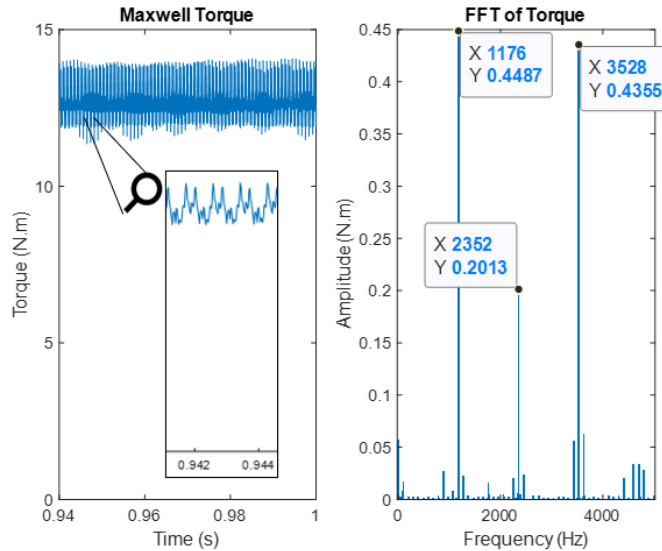 Maxwell Torque
15
10
5
0
Torque (N.m)
0.94
0.96
0.98
1
Time (s)
0.942
0.944
FFT of Torque
0.45
0.4
0.35
0.3
0.25
0.2
0.15
0.1
0.05
0
Amplitude (N.m)
X 1176
Y 0.4487
X 3528
Y 0.4355
X 2352
Y 0.2013
0
2000
4000
Frequency (Hz)